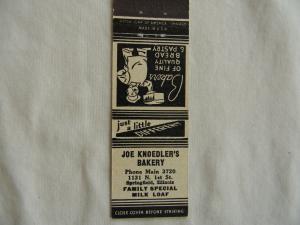 Bakers
OF FINE
QUALITY
BREAD
& PASTRY
just a little
DIFFERENT
JOE KNOEDLER'S
BAKERY
Phone Main 3720
1131 N. 1st St.
Springfield, Illinois
FAMILY SPECIAL
MILK LOAF
CLOSE COVER BEFORE STRIKING